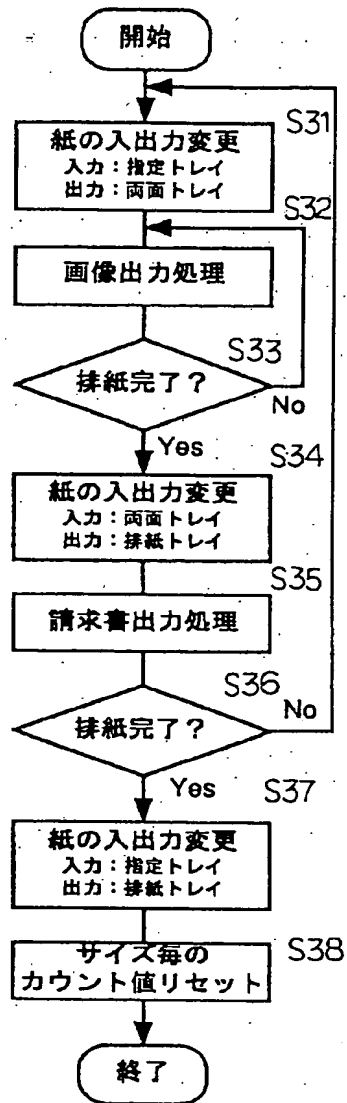 開始
S31
紙の入出力変更
入力：指定トレイ
出力：両面トレイ
S32
画像出力処理
S33
排紙完了？
No
Yes
S34
紙の入出力変更
入力：両面トレイ
出力：排紙トレイ
S35
請求書出力処理
S36
排紙完了？
No
Yes
S37
紙の入出力変更
入力：指定トレイ
出力：排紙トレイ
S38
サイズ毎の
カウント値リセット
終了